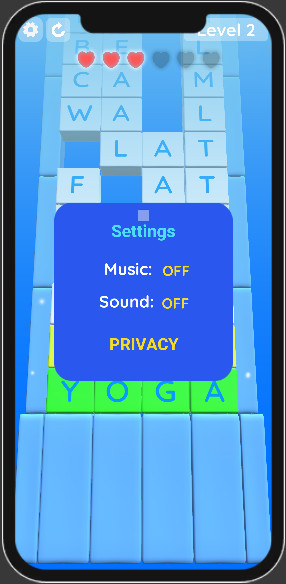 Level 2
B E L
C A M
W A L
L A T
F A T
Settings
Music: OFF
Sound: OFF
PRIVACY
Y O G A